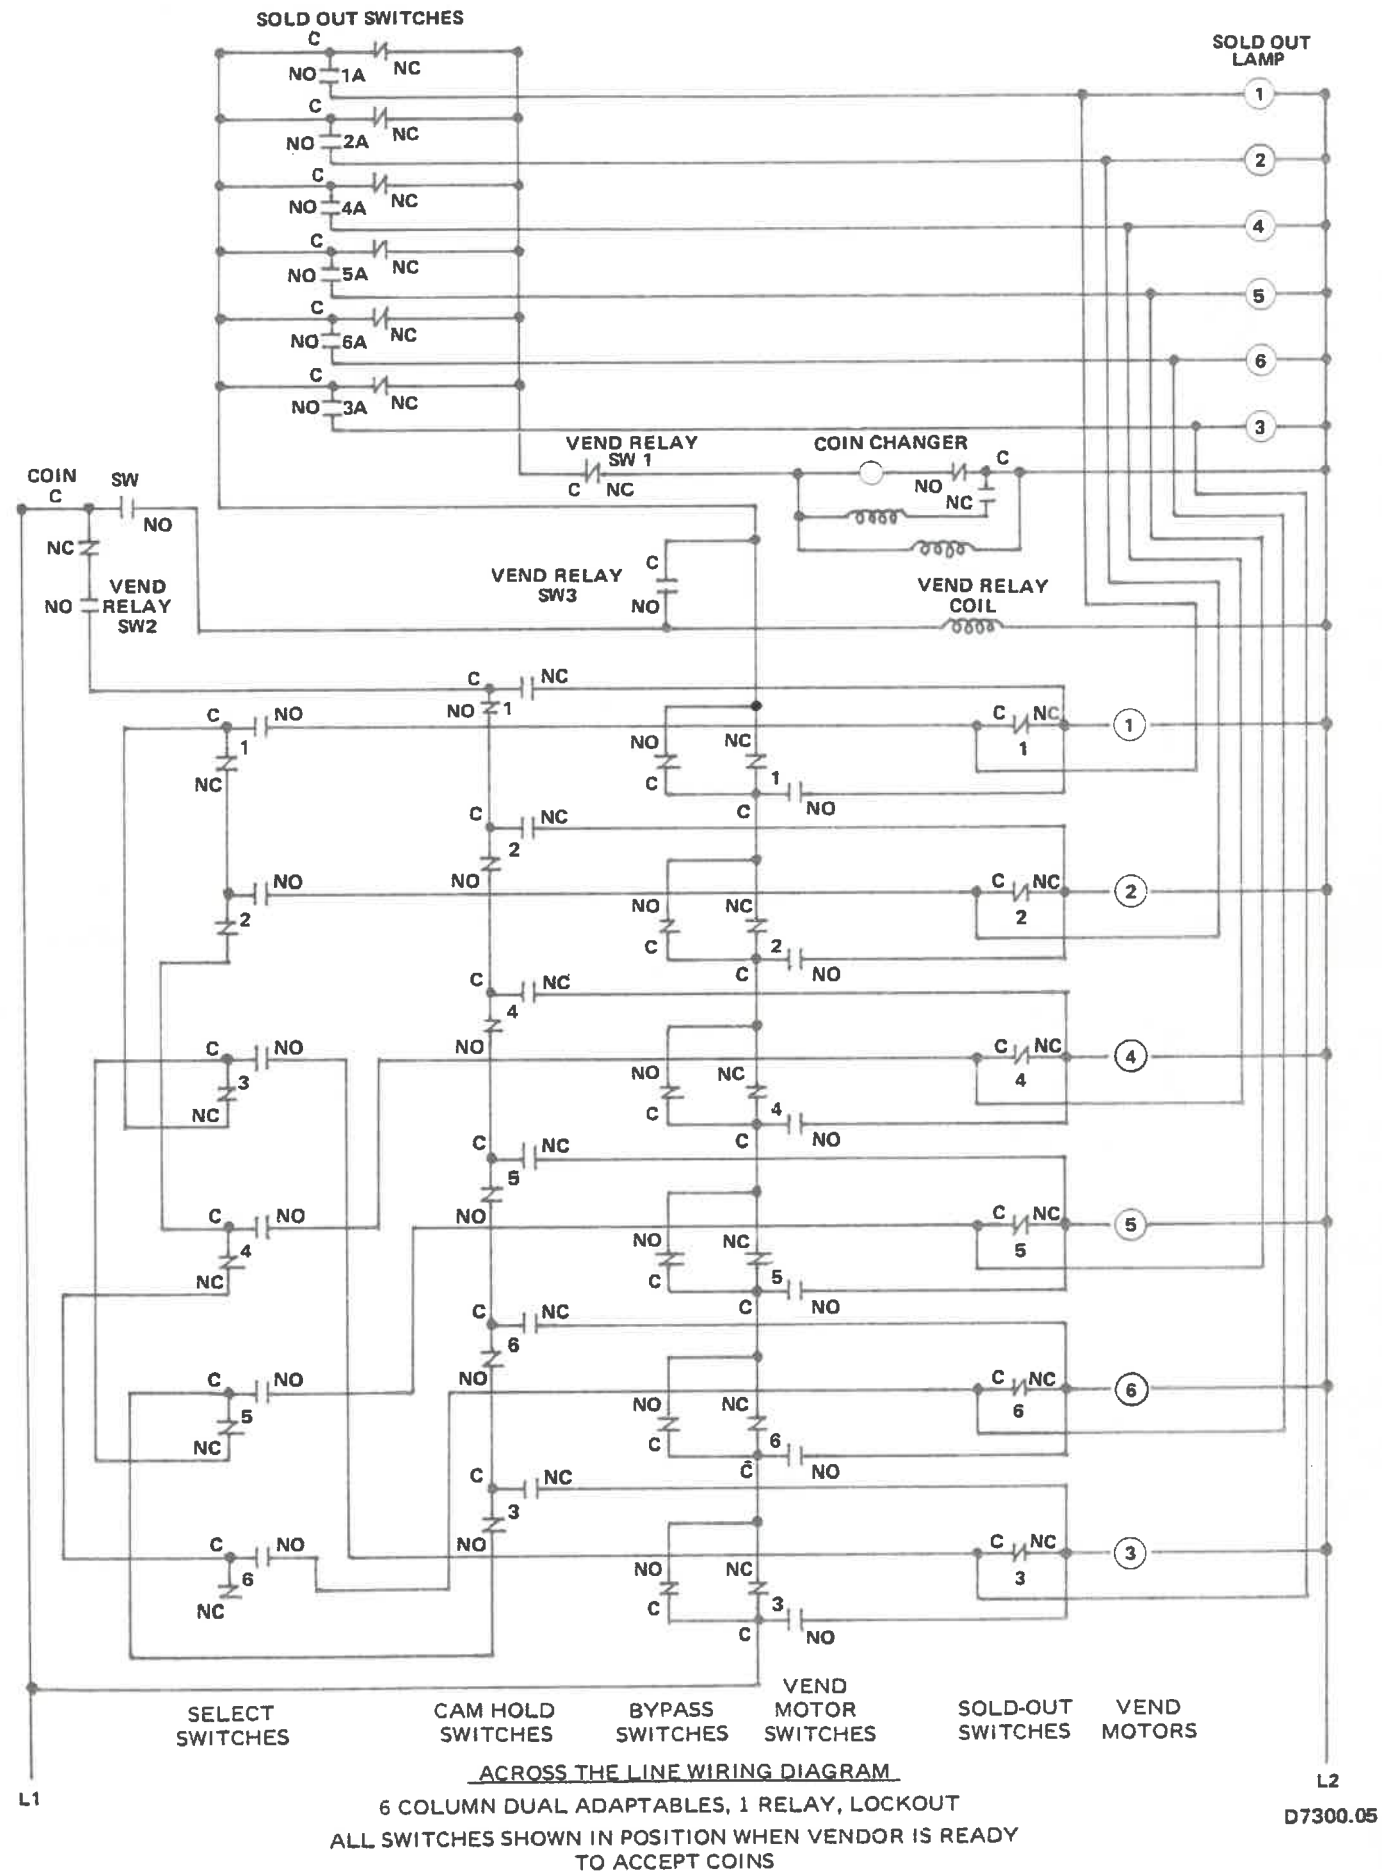 SOLD OUT SWITCHES
C
NO 1A NC
C
NO 2A NC
C
NO 4A NC
C
NO 5A NC
C
NO 6A NC
C
NO 3A NC
SOLD OUT
LAMP
1
2
4
5
6
3
VEND RELAY
SW 1
C NC
COIN CHANGER
C
NO
NC
COIN SW
C
NO
NC
NO VEND
RELAY
SW2
VEND RELAY
SW3
C
NO
VEND RELAY
COIL
C NC
NO 1
C NO
1
NC
NO NC
C
1
C NO
C NC
1
1
C NC
2
NO
NO
2
NO NC
C
2
C NO
C NC
2
2
C NC
4
NO
C NO
3
NC
NO NC
C
4
C NO
C NC
4
4
C NC
5
NO
C NO
4
NC
NO NC
C
5
C NO
C NC
5
5
C NC
6
NO
C NO
5
NC
NO NC
C
6
C NO
C NC
6
6
C NC
3
NO
C NO
6
NC
NO NC
C
3
C NO
C NC
3
3
SELECT
SWITCHES
CAM HOLD
SWITCHES
BYPASS
SWITCHES
VEND
MOTOR
SWITCHES
SOLD-OUT
SWITCHES
VEND
MOTORS
L1
L2
ACROSS THE LINE WIRING DIAGRAM
6 COLUMN DUAL ADAPTABLES, 1 RELAY, LOCKOUT
D7300.05
ALL SWITCHES SHOWN IN POSITION WHEN VENDOR IS READY
TO ACCEPT COINS